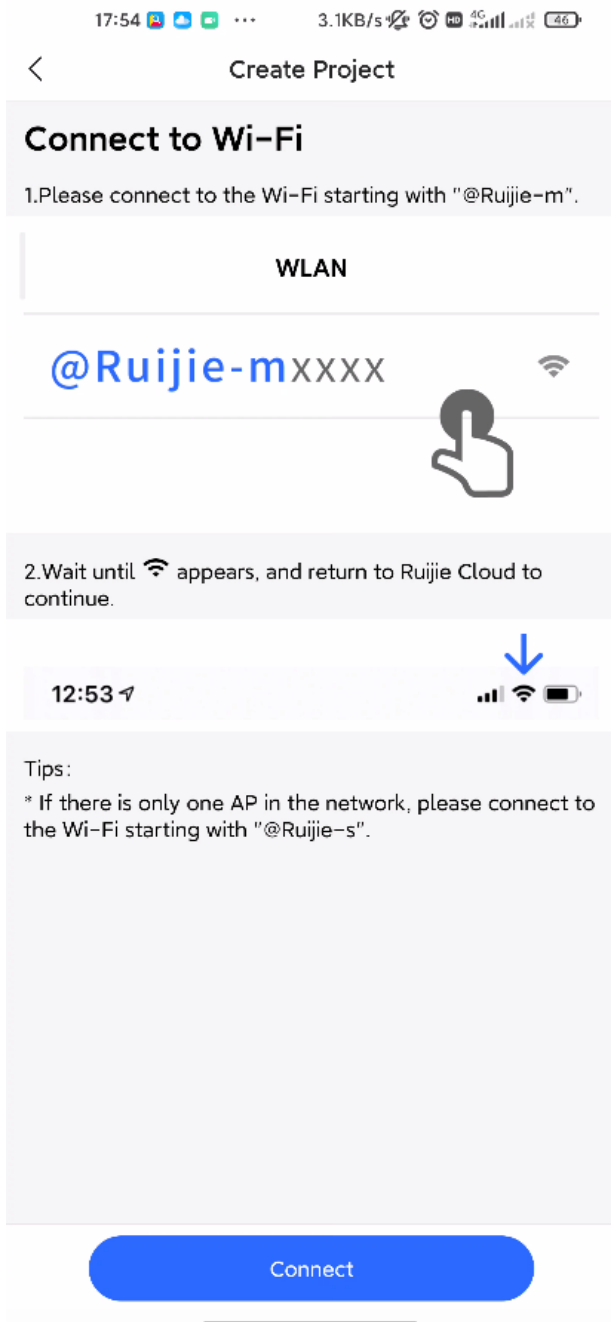 17:54 ··· 3.1KB/s HD 4G 46
Create Project
Connect to Wi-Fi
1.Please connect to the Wi-Fi starting with "@Ruijie-m".
WLAN
@Ruijie-mxxxx
2.Wait until appears, and return to Ruijie Cloud to
continue.
12:53
Tips:
* If there is only one AP in the network, please connect to
the Wi-Fi starting with "@Ruijie-s".
Connect